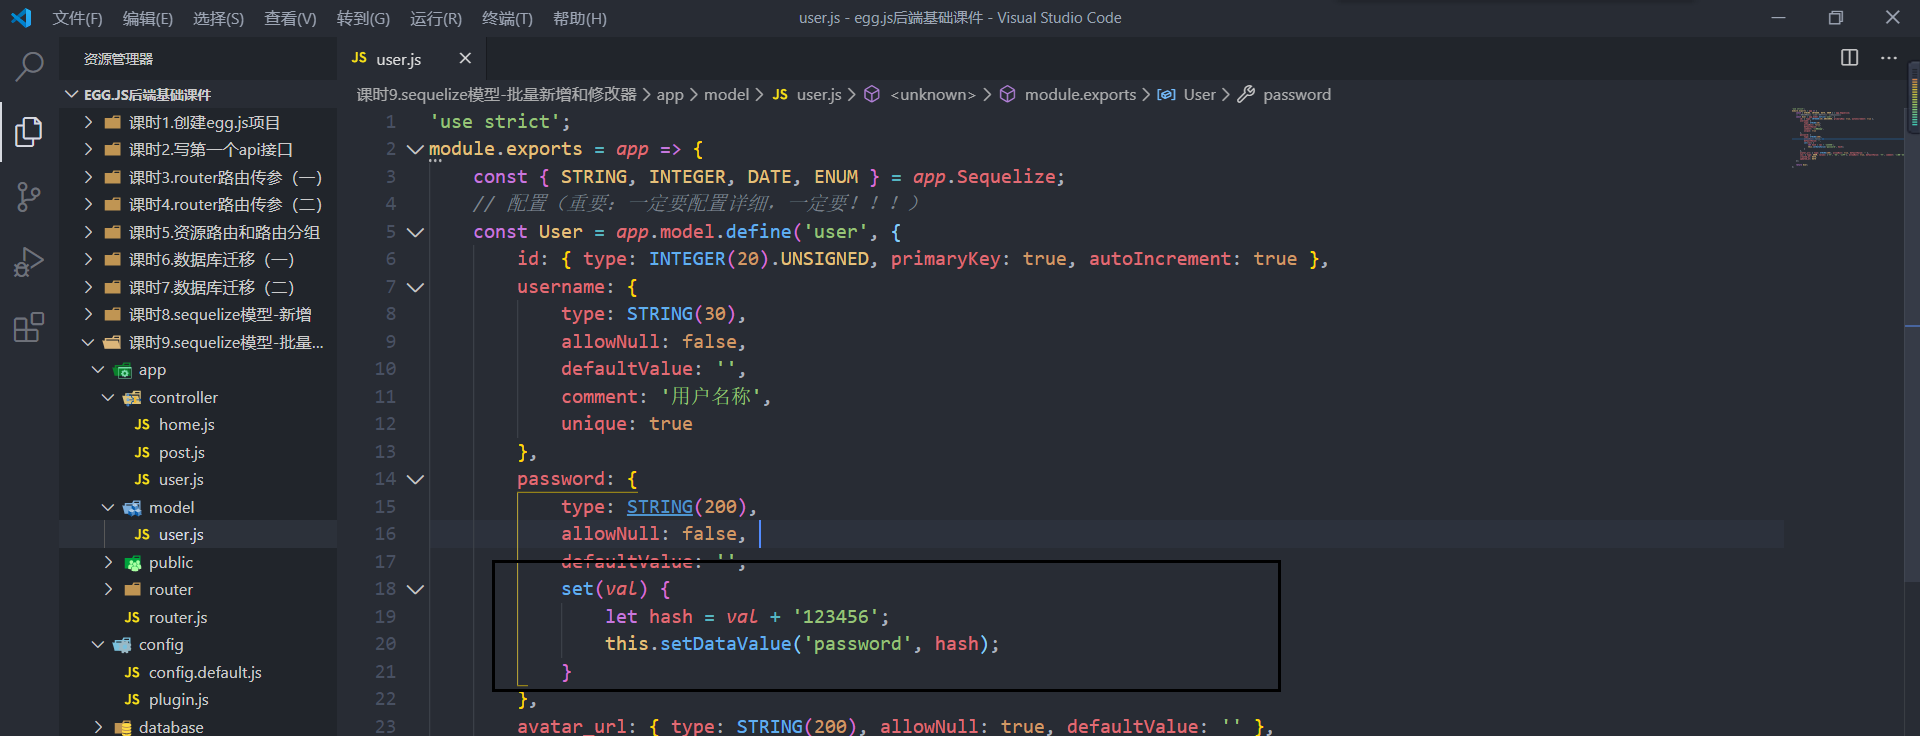 文件(F) 编辑(E) 选择(S) 查看(V) 转到(G) 运行(R) 终端(T) 帮助(H) user.js - egg.js后端基础课件 - Visual Studio Code
资源管理器
EGG.JS后端基础课件
课时1.创建egg.js项目
课时2.写第一个api接口
课时3.router路由传参（一）
课时4.router路由传参（二）
课时5.资源路由和路由分组
课时6.数据库迁移（一）
课时7.数据库迁移（二）
课时8.sequelize模型-新增
课时9.sequelize模型-批量...
app
controller
JS home.js
JS post.js
JS user.js
model
JS user.js
public
router
JS router.js
config
JS config.default.js
JS plugin.js
database
JS user.js
课时9.sequelize模型-批量新增和修改器 > app > model > JS user.js > <unknown> > module.exports > User > password
1 'use strict';
2 module.exports = app => {
3 const { STRING, INTEGER, DATE, ENUM } = app.Sequelize;
4 // 配置（重要：一定要配置详细，一定要！！！）
5 const User = app.model.define('user', {
6 id: { type: INTEGER(20).UNSIGNED, primaryKey: true, autoIncrement: true },
7 username: {
8 type: STRING(30),
9 allowNull: false,
10 defaultValue: '',
11 comment: '用户名称',
12 unique: true
13 },
14 password: {
15 type: STRING(200),
16 allowNull: false,
17 defaultValue: '',
18 set(val) {
19 let hash = val + '123456';
20 this.setDataValue('password', hash);
21 }
22 },
23 avatar_url: { type: STRING(200), allowNull: true, defaultValue: '' },